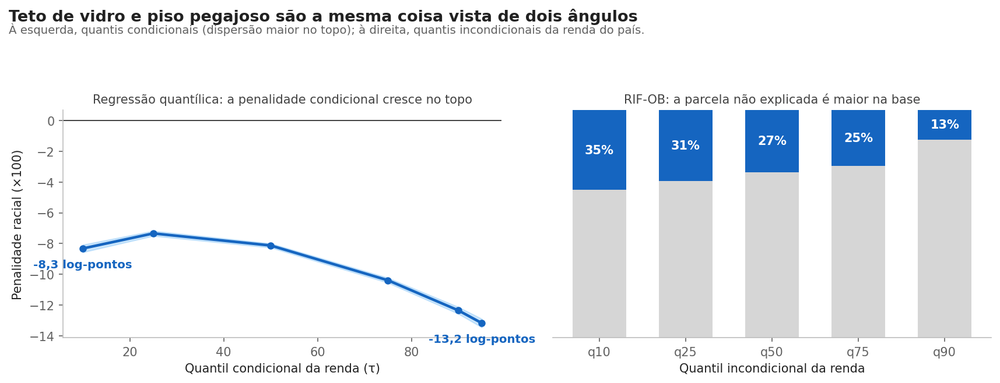 Teto de vidro e piso pegajoso são a mesma coisa vista de dois ângulos
À esquerda, quantis condicionais (dispersão maior no topo); à direita, quantis incondicionais da renda do país.
Regressão quantílica: a penalidade condicional cresce no topo
Penalidade racial (×100)
0
−2
−4
−6
−8
−10
−12
−14
-8,3 log-pontos
-13,2 log-pontos
20
40
60
80
Quantil condicional da renda (τ)
RIF-OB: a parcela não explicada é maior na base
35%
31%
27%
25%
13%
q10
q25
q50
q75
q90
Quantil incondicional da renda